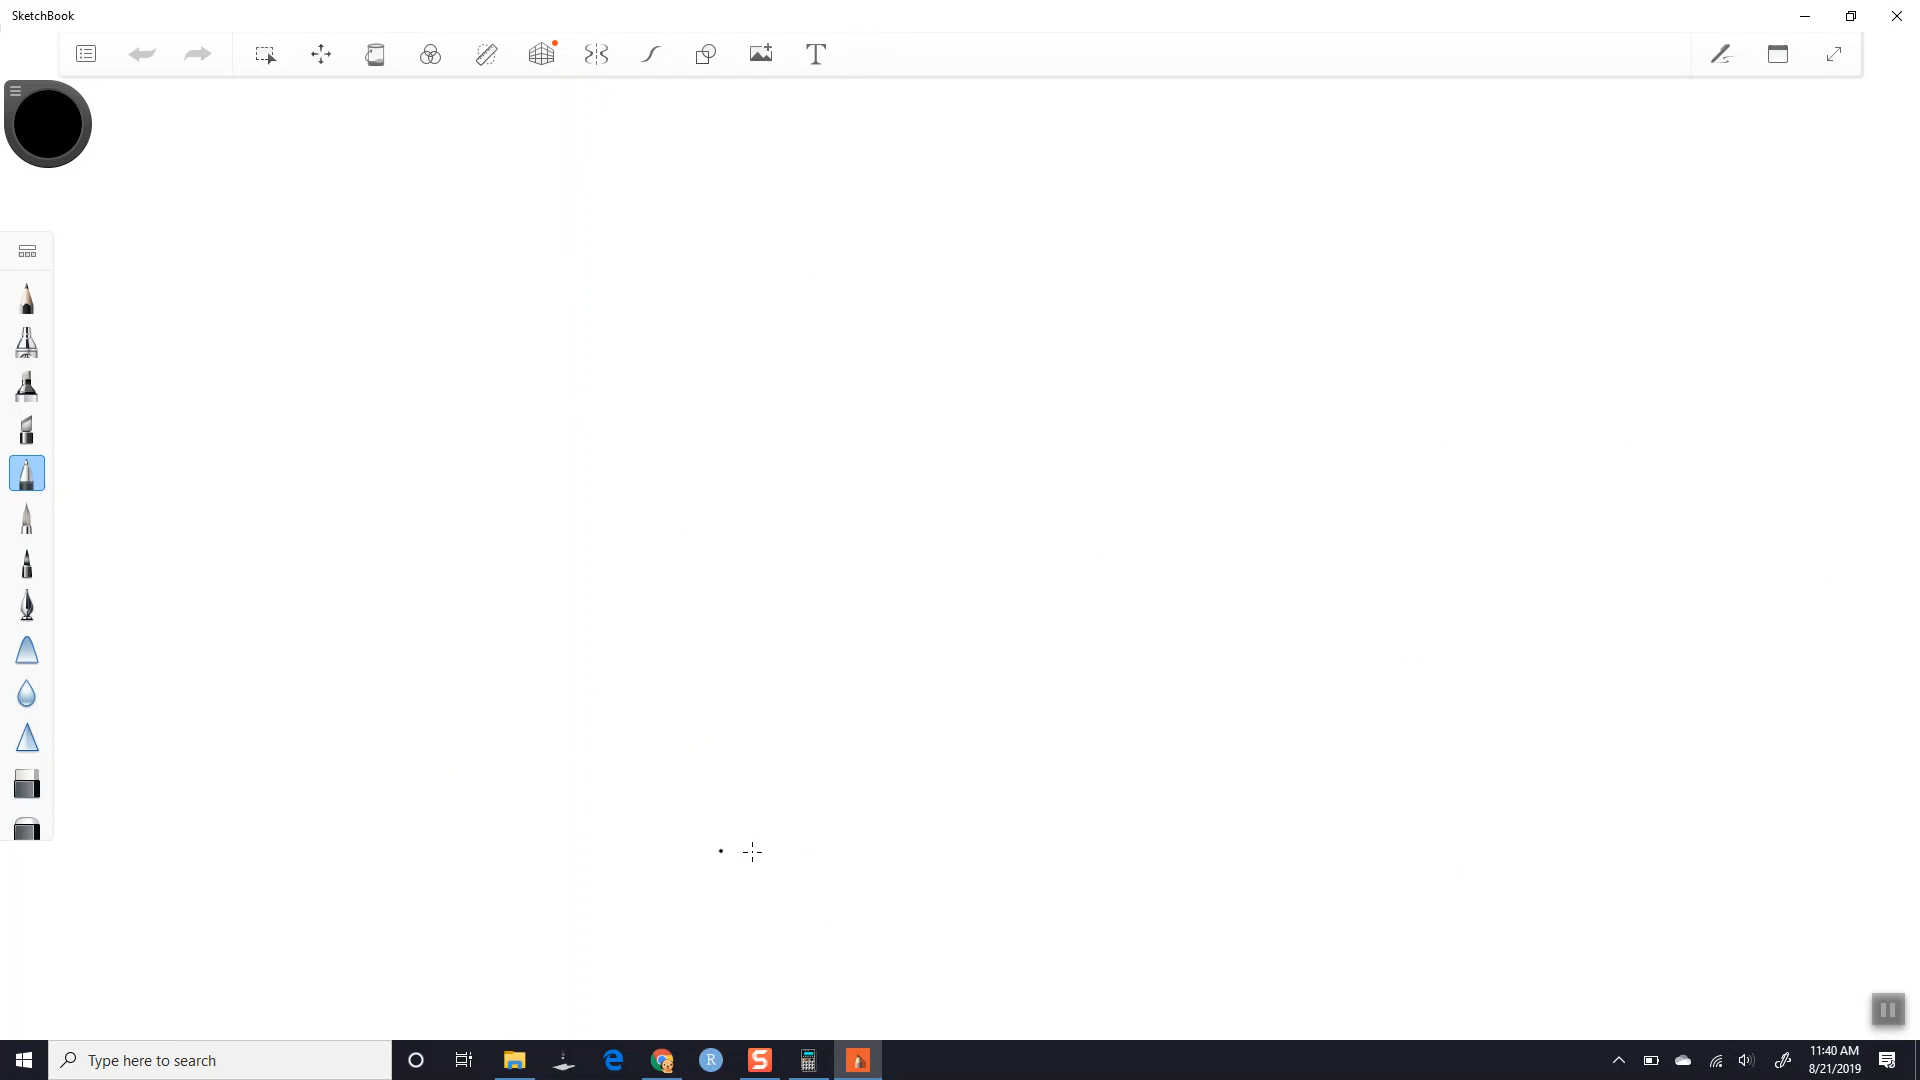 SketchBook
T
Type here to search
R
S
11:40 AM
8/21/2019